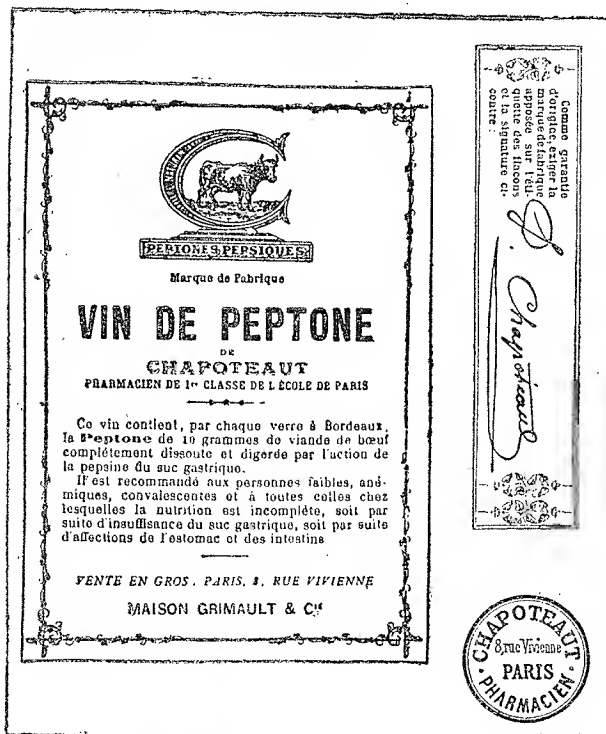 PEPTONES PEPSIQUES
Marque de Fabrique
VIN DE PEPTONE
DE
CHAPOTEAUT
PHARMACIEN DE 1re CLASSE DE L'ÉCOLE DE PARIS
Ce vin contient, par chaque verre à Bordeaux,
la Peptone de 10 grammes de viande de bœuf
complétement dissoute et digerée par l'action de
la pepsine du suc gastrique.
Il est recommandé aux personnes faibles, ané-
miques, convalescentes et à toutes celles chez
lesquelles la nutrition est incomplète, soit par
suite d'insuffisance du suc gastrique, soit par suite
d'affections de l'estomac et des intestins
VENTE EN GROS, PARIS, 8, RUE VIVIENNE
MAISON GRIMAULT & Cie
Comme garantie
d'origine, exiger la
marque de fabrique
apposée sur l'éti-
quette des flacons
et la signature ci-
contre :
Chapoteaut
CHAPOTEAUT
8, rue Vivienne
PARIS
PHARMACIEN